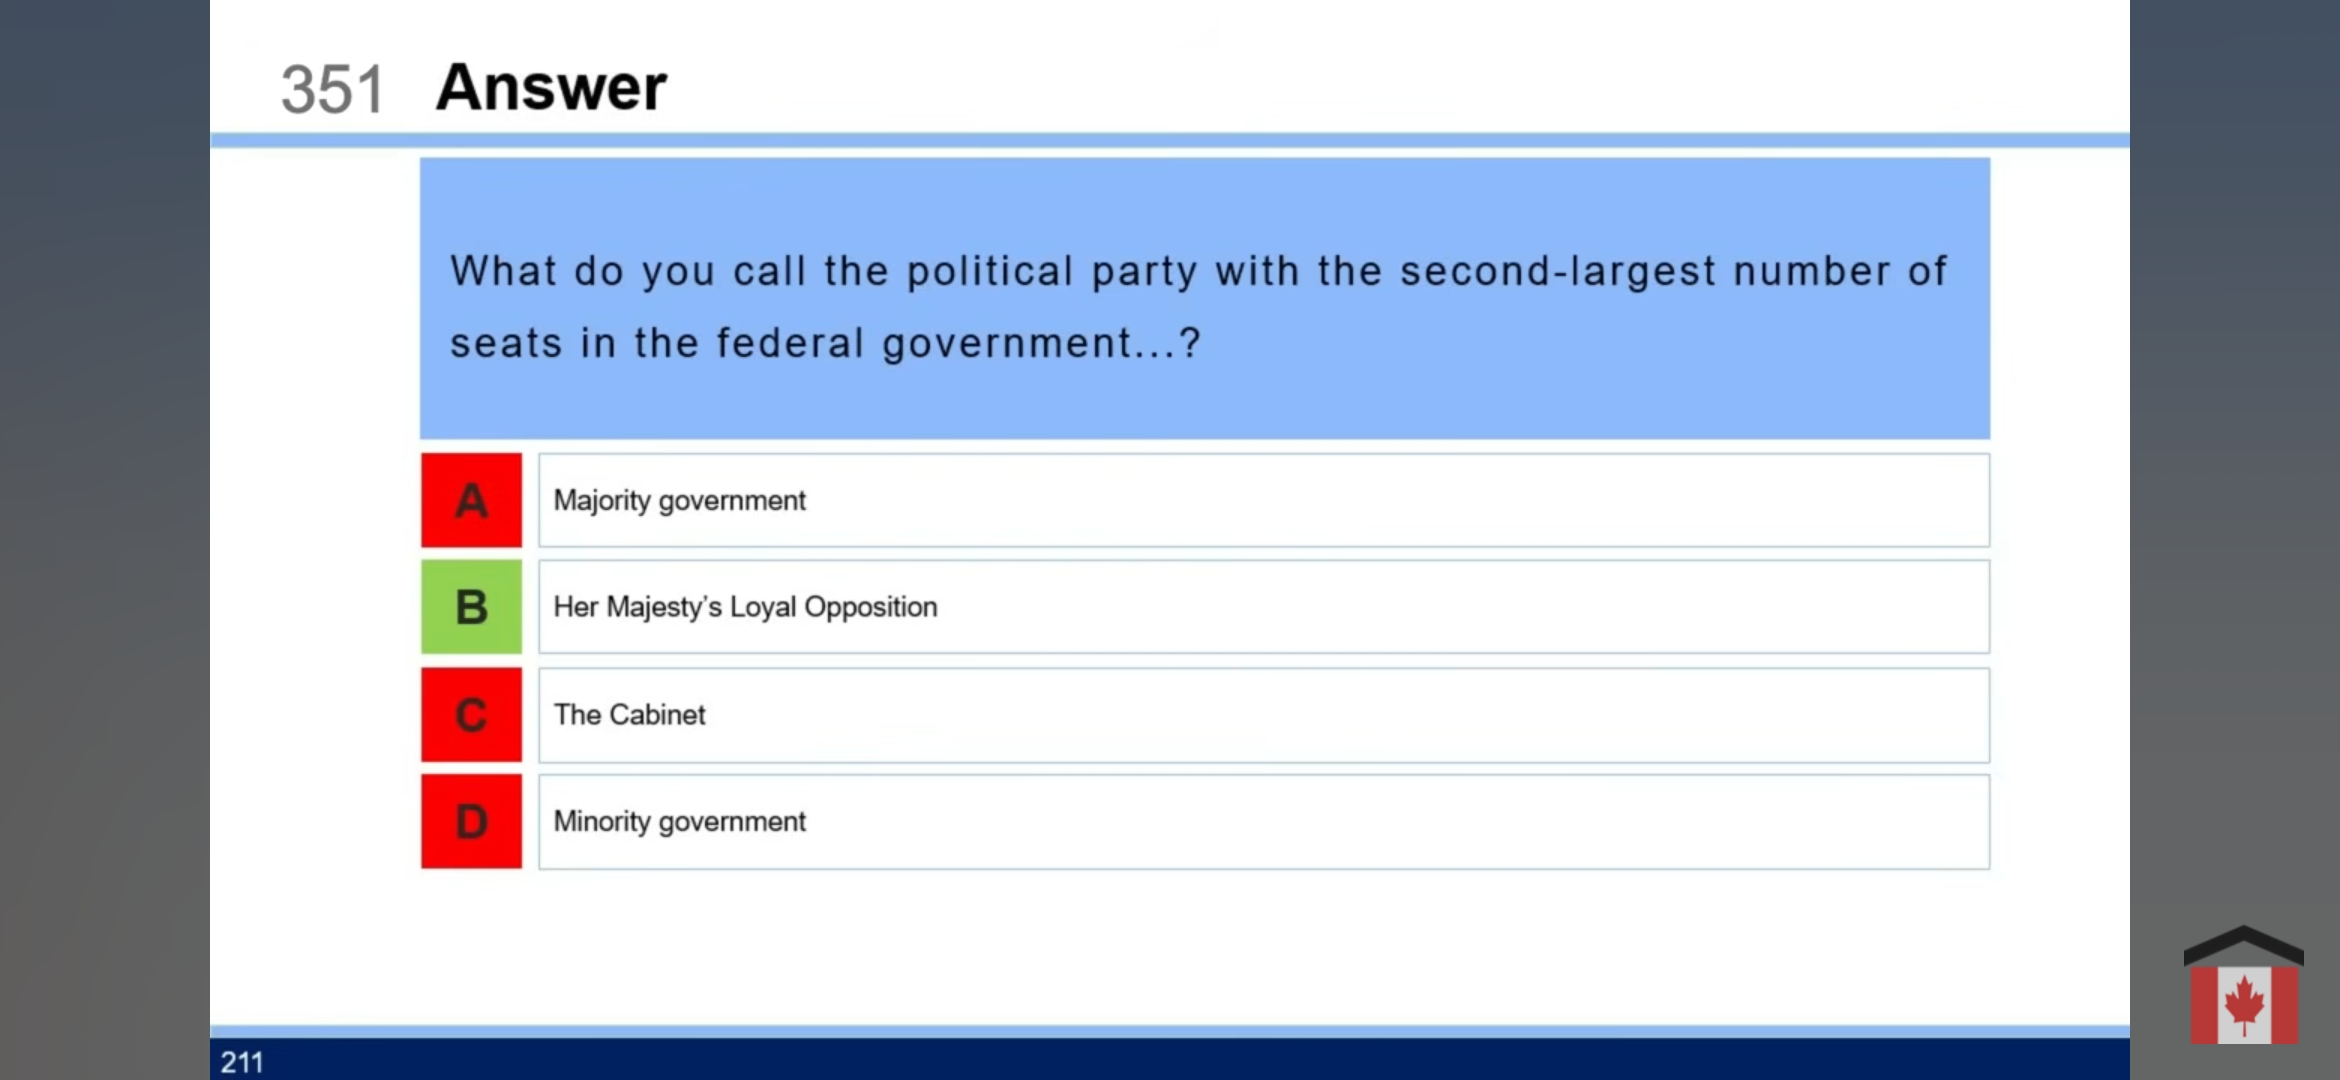 351 Answer
What do you call the political party with the second-largest number of
seats in the federal government...?
A Majority government
B Her Majesty’s Loyal Opposition
C The Cabinet
D Minority government
211